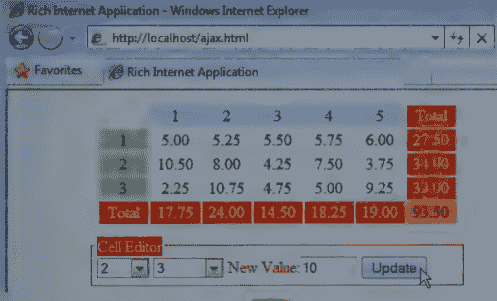 Rich Internet Application - Windows Internet Explorer
http://localhost/ajax.html
Favorites Rich Internet Application
1 2 3 4 5 Total
1 5.00 5.25 5.50 5.75 6.00 27.50
2 10.50 8.00 4.25 7.50 3.75 34.00
3 2.25 10.75 4.75 5.00 9.25 32.00
Total 17.75 24.00 14.50 18.25 19.00 93.50
Cell Editor
2 3 New Value: 10 Update